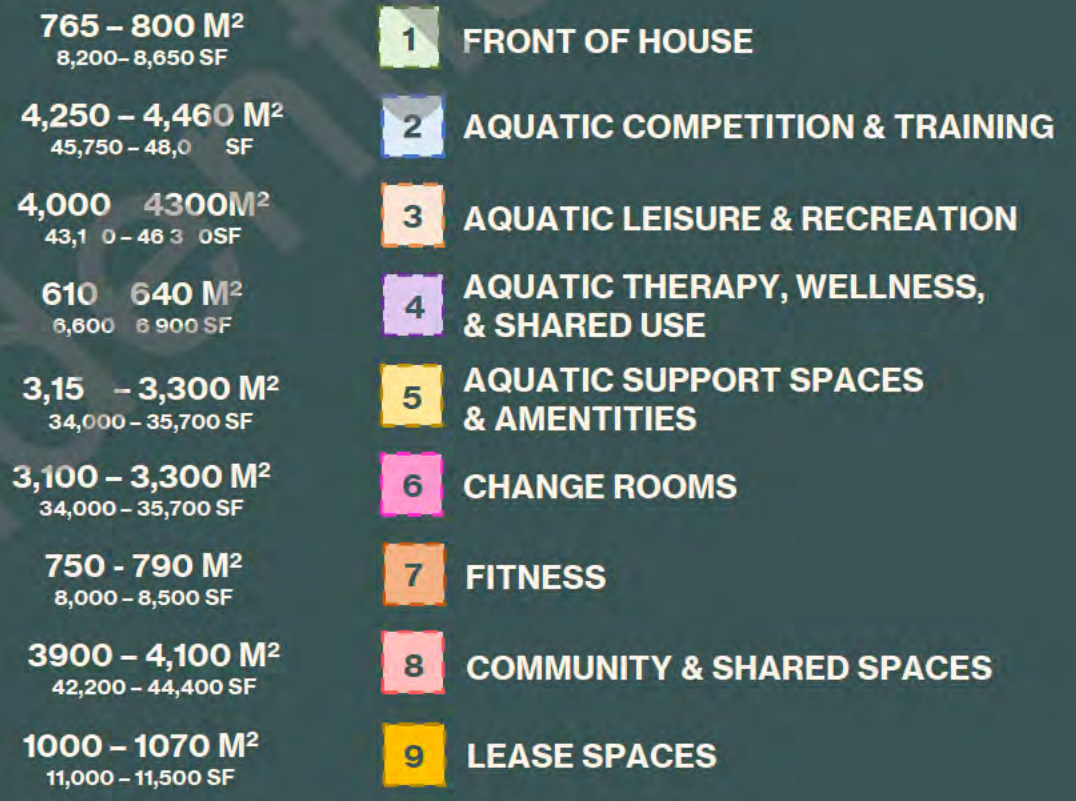 765 – 800 M²
8,200– 8,650 SF
1
FRONT OF HOUSE
4,250 – 4,460 M²
45,750 – SF
2
AQUATIC COMPETITION & TRAINING
4,000 4300M²
3
AQUATIC LEISURE & RECREATION
610 640 M²
6,600 6 900 SF
4
AQUATIC THERAPY, WELLNESS,
& SHARED USE
– 3,300 M²
34,000 – 35,700 SF
5
AQUATIC SUPPORT SPACES
& AMENTITIES
3,100 – 3,300 M²
34,000 – 35,700 SF
6
CHANGE ROOMS
750 - 790 M²
8,000 – 8,500 SF
7
FITNESS
3900 – 4,100 M²
42,200 – 44,400 SF
8
COMMUNITY & SHARED SPACES
1000 – 1070 M²
11,000 – 11,500 SF
9
LEASE SPACES